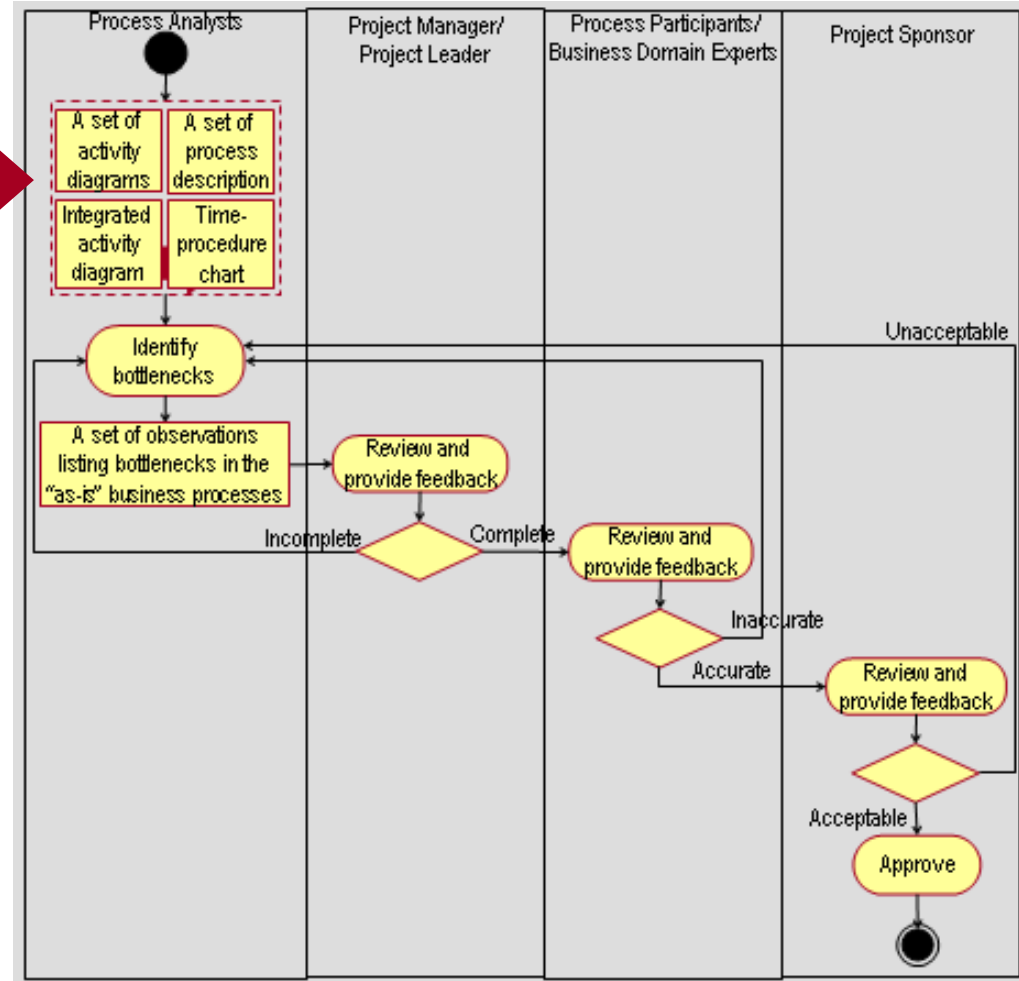 Process Analysts
Project Manager/
Project Leader
Process Participants/
Business Domain Experts
Project Sponsor
A set of
activity
diagrams
A set of
process
description
Integrated
activity
diagram
Time-
procedure
chart
Unacceptable
Identify
bottlenecks
A set of observations
listing bottlenecks in the
"as-is" business processes
Review and
provide feedback
Incomplete
Complete
Review and
provide feedback
Inaccurate
Accurate
Review and
provide feedback
Acceptable
Approve